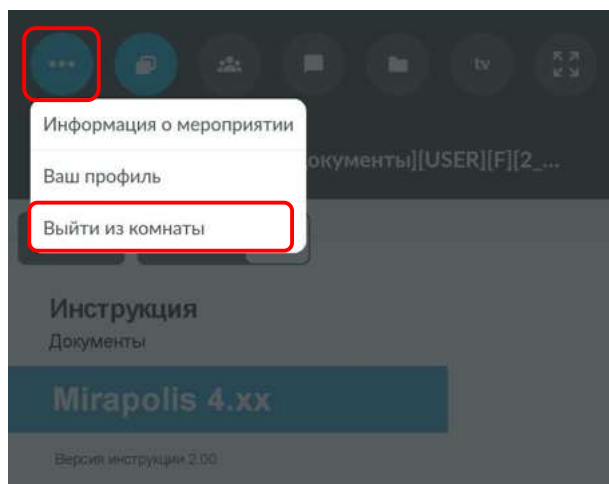 tv
Информация о мероприятии
окументы][USER][F][2_...
Ваш профиль
Выйти из комнаты
Инструкция
Документы
Mirapolis 4.xx
Версия инструкции 2.00